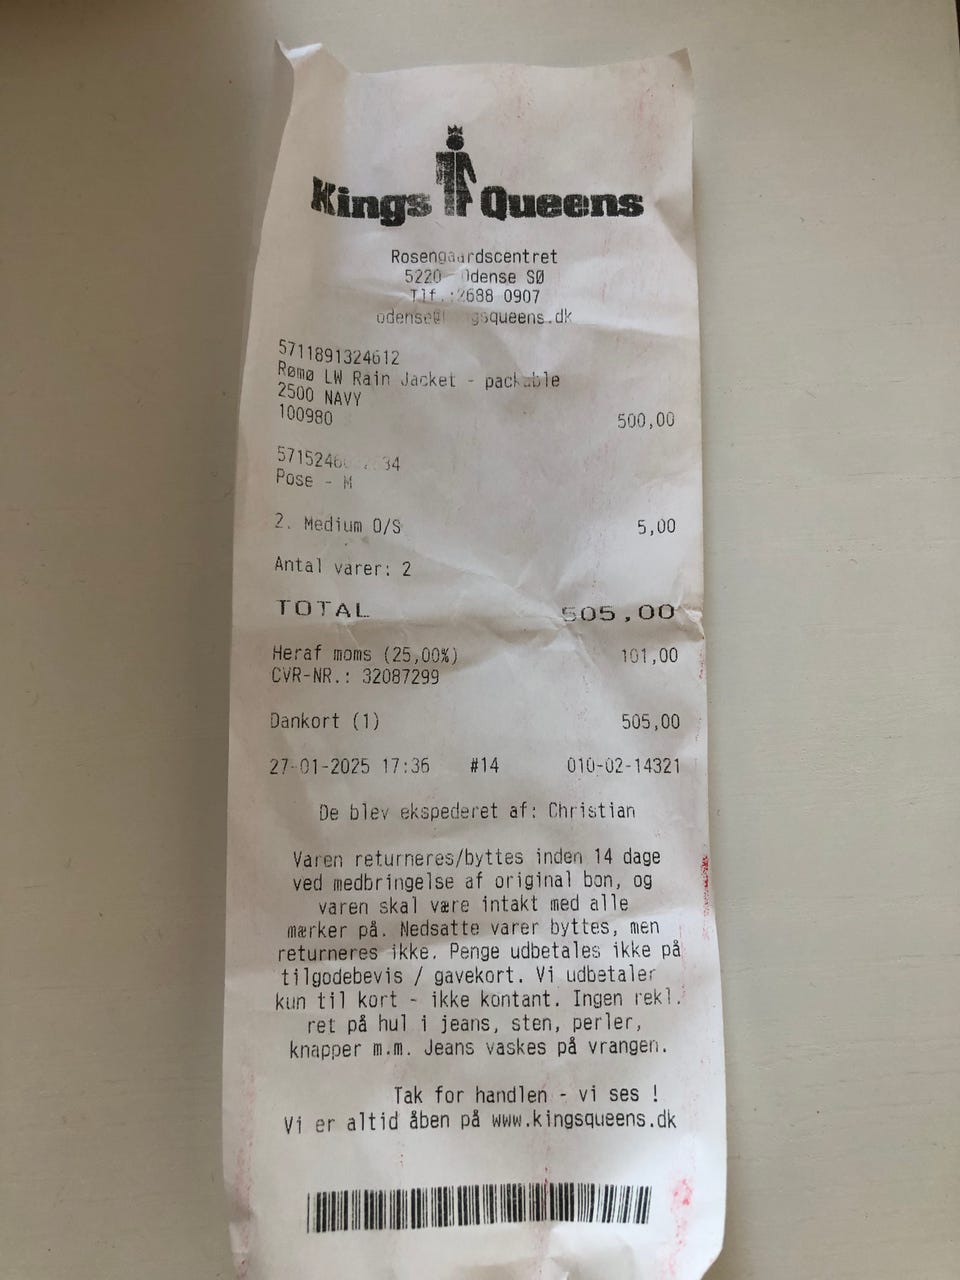 Kings Queens
Rosengaardscentret
5220 - Odense SØ
Tlf.:2688 0907
5711891324612
Rømø LW Rain Jacket - packable
2500 NAVY
100980 500,00
Pose - M
2. Medium O/S 5,00
Antal varer: 2
TOTAL 505,00
Heraf moms (25,00%) 101,00
CVR-NR.: 32087299
Dankort (1) 505,00
27-01-2025 17:36 #14 010-02-14321
De blev ekspederet af: Christian
Varen returneres/byttes inden 14 dage
ved medbringelse af original bon, og
varen skal være intakt med alle
mærker på. Nedsatte varer byttes, men
returneres ikke. Penge udbetales ikke på
tilgodebevis / gavekort. Vi udbetaler
kun til kort - ikke kontant. Ingen rekl.
ret på hul i jeans, sten, perler,
knapper m.m. Jeans vaskes på vrangen.
Tak for handlen - vi ses !
Vi er altid åben på www.kingsqueens.dk